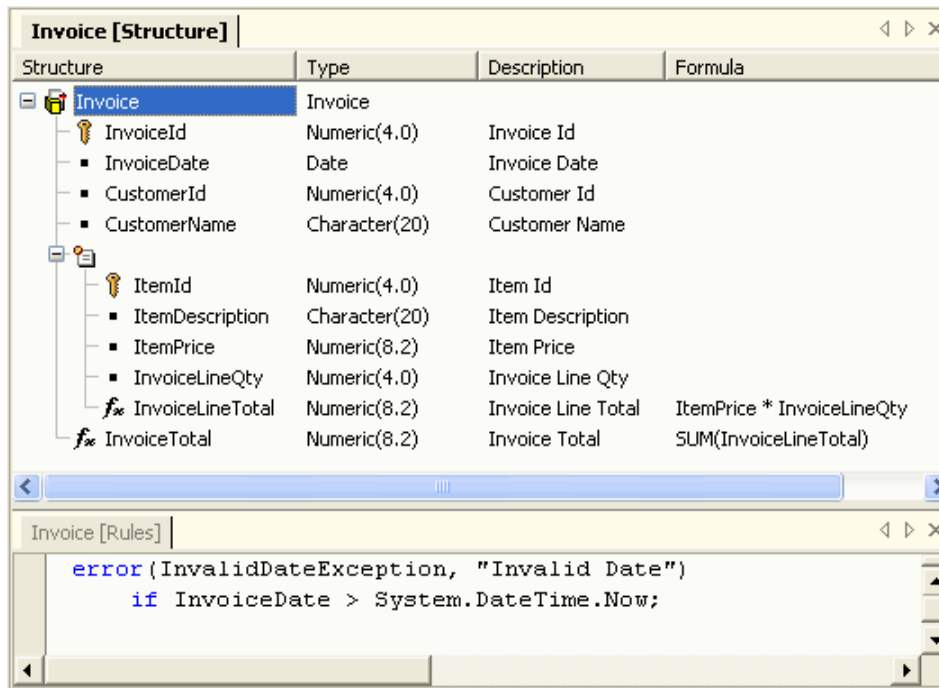 Invoice [Structure]
Structure Type Description Formula
Invoice Invoice
InvoiceId Numeric(4.0) Invoice Id
InvoiceDate Date Invoice Date
CustomerId Numeric(4.0) Customer Id
CustomerName Character(20) Customer Name
ItemId Numeric(4.0) Item Id
ItemDescription Character(20) Item Description
ItemPrice Numeric(8.2) Item Price
InvoiceLineQty Numeric(4.0) Invoice Line Qty
InvoiceLineTotal Numeric(8.2) Invoice Line Total ItemPrice * InvoiceLineQty
InvoiceTotal Numeric(8.2) Invoice Total SUM(InvoiceLineTotal)
Invoice [Rules]
error(InvalidDateException, "Invalid Date")
if InvoiceDate > System.DateTime.Now;